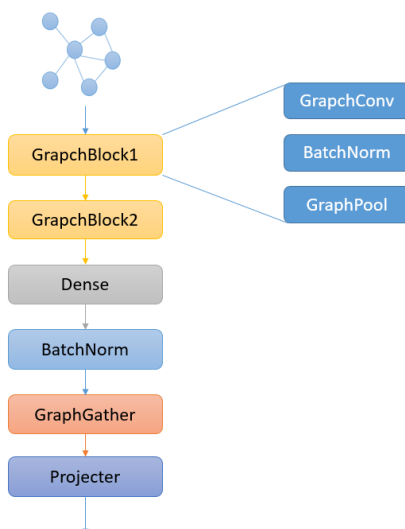 GrapchBlock1
GrapchConv
BatchNorm
GraphPool
GrapchBlock2
Dense
BatchNorm
GraphGather
Projecter